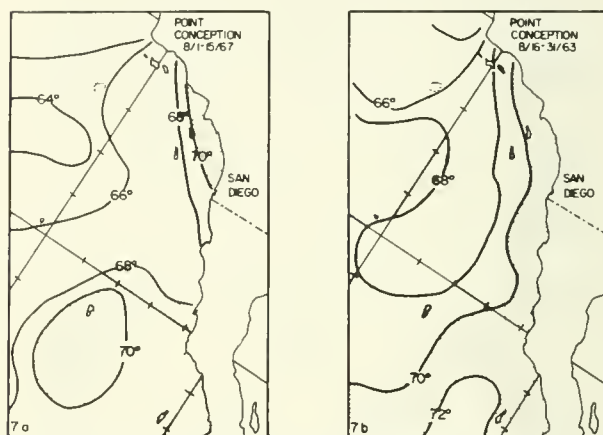 POINT
CONCEPTION
8/1-15/67
64°
68°
70°
66°
SAN
DIEGO
68°
70°
7a
POINT
CONCEPTION
8/16-31/63
66°
68°
SAN
DIEGO
70°
72°
7b